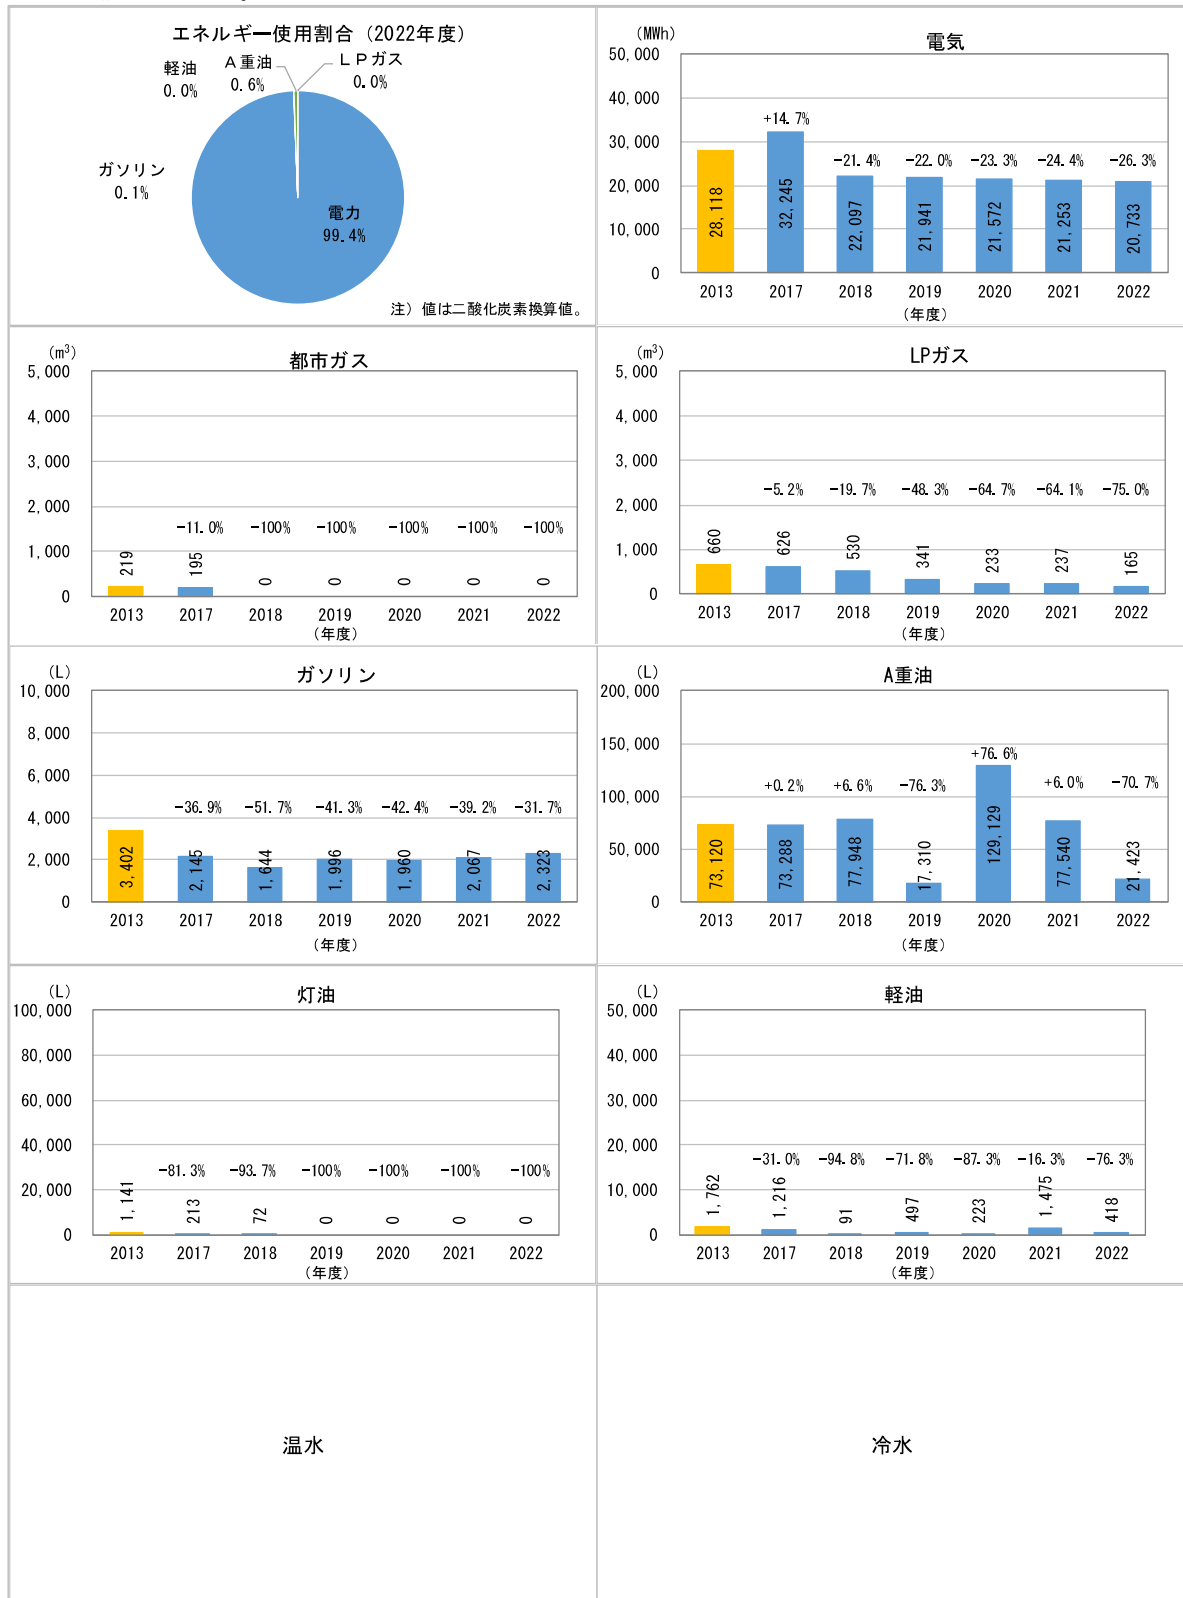 エネルギー使用割合（2022年度）
軽油
0.0%
A重油
0.6%
LPガス
0.0%
ガソリン
0.1%
電力
99.4%
注）値は二酸化炭素換算値。
(MWh)
電気
50,000
40,000
30,000
20,000
10,000
0
+14.7%
-21.4%
-22.0%
-23.3%
-24.4%
-26.3%
28,118
32,245
22,097
21,941
21,572
21,253
20,733
2013 2017 2018 2019 2020 2021 2022
（年度）
(m³)
都市ガス
5,000
4,000
3,000
2,000
1,000
0
-11.0% -100% -100% -100% -100% -100%
219 195 0 0 0 0 0
2013 2017 2018 2019 2020 2021 2022
（年度）
(m³)
LPガス
5,000
4,000
3,000
2,000
1,000
0
-5.2% -19.7% -48.3% -64.7% -64.1% -75.0%
660 626 530 341 233 237 165
2013 2017 2018 2019 2020 2021 2022
（年度）
(L)
ガソリン
10,000
8,000
6,000
4,000
2,000
0
-36.9% -51.7% -41.3% -42.4% -39.2% -31.7%
3,402 2,145 1,644 1,996 1,960 2,067 2,323
2013 2017 2018 2019 2020 2021 2022
（年度）
(L)
A重油
200,000
150,000
100,000
50,000
0
+0.2% +6.6% -76.3% +76.6% +6.0% -70.7%
73,120 73,288 77,948 17,310 129,129 77,540 21,423
2013 2017 2018 2019 2020 2021 2022
（年度）
(L)
灯油
100,000
80,000
60,000
40,000
20,000
0
-81.3% -93.7% -100% -100% -100% -100%
1,141 213 72 0 0 0 0
2013 2017 2018 2019 2020 2021 2022
（年度）
(L)
軽油
50,000
40,000
30,000
20,000
10,000
0
-31.0% -94.8% -71.8% -87.3% -16.3% -76.3%
1,762 1,216 91 497 223 1,475 418
2013 2017 2018 2019 2020 2021 2022
（年度）
温水
冷水